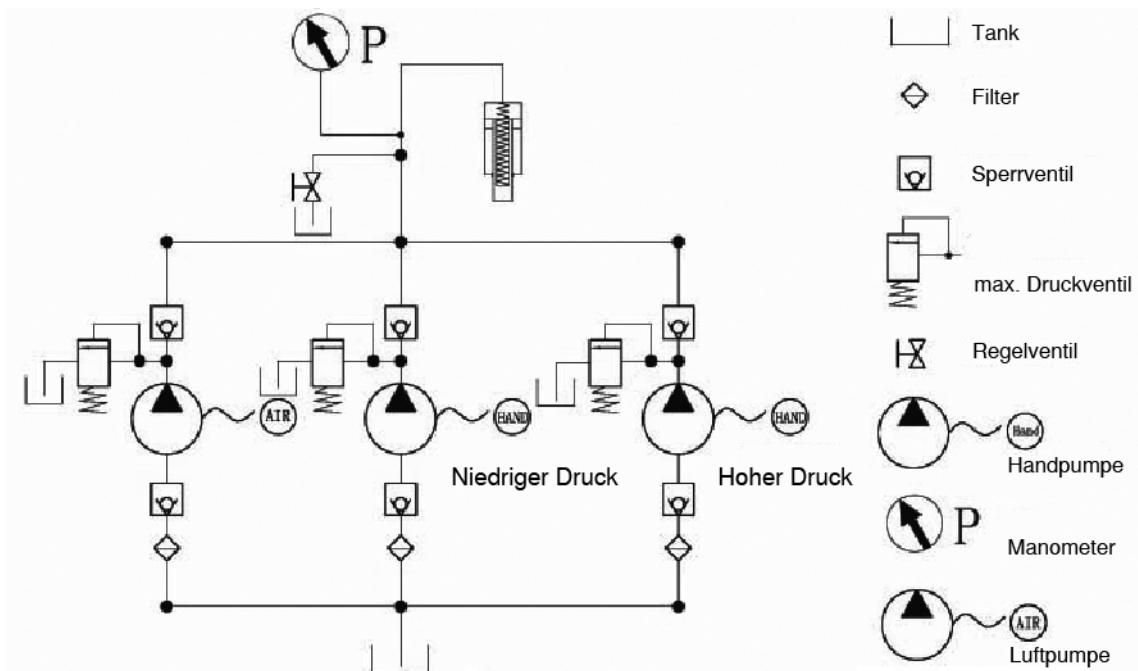 P
AIR
HAND
HAND
Niedriger Druck
Hoher Druck
Tank
Filter
Sperrventil
max. Druckventil
Regelventil
Hand
Handpumpe
P
Manometer
AIR
Luftpumpe